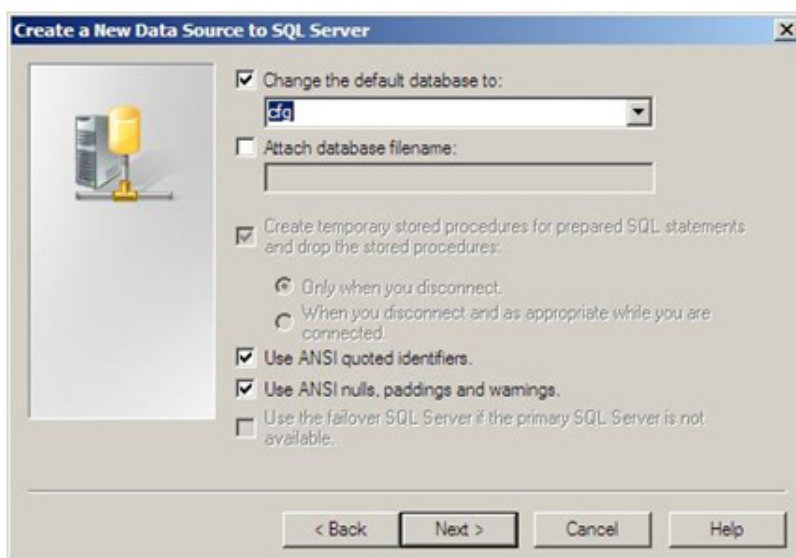 Create a New Data Source to SQL Server
Change the default database to:
cfg
Attach database filename:
Create temporary stored procedures for prepared SQL statements
and drop the stored procedures:
Only when you disconnect.
When you disconnect and as appropriate while you are
connected.
Use ANSI quoted identifiers.
Use ANSI nulls, paddings and warnings.
Use the failover SQL Server if the primary SQL Server is not
available.
< Back Next > Cancel Help